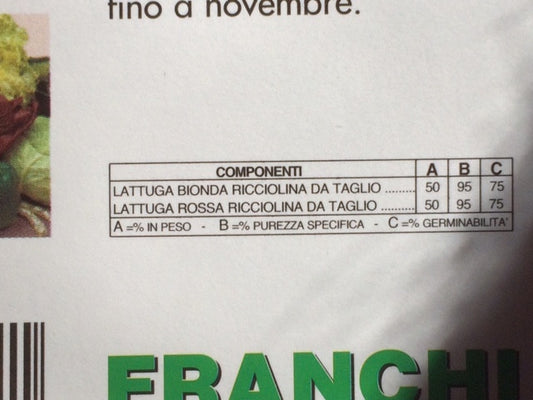 fino a novembre.
COMPONENTI A B C
LATTUGA BIONDA RICCIOLINA DA TAGLIO ......... 50 95 75
LATTUGA ROSSA RICCIOLINA DA TAGLIO .......... 50 95 75
A =% IN PESO - B =% PUREZZA SPECIFICA - C =% GERMINABILITA'
FRANCHI